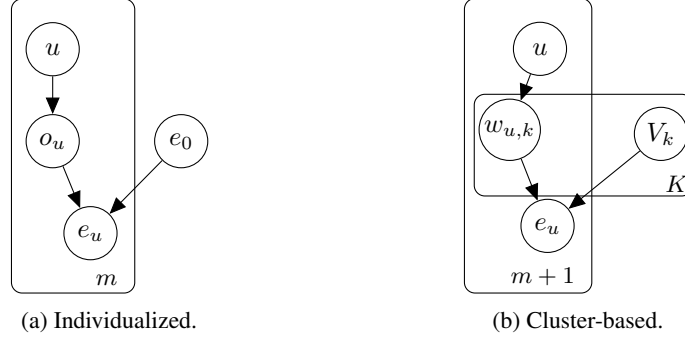 u
o_u
e_0
e_u
m
(a) Individualized.
u
w_{u,k}
V_k
K
e_u
m + 1
(b) Cluster-based.